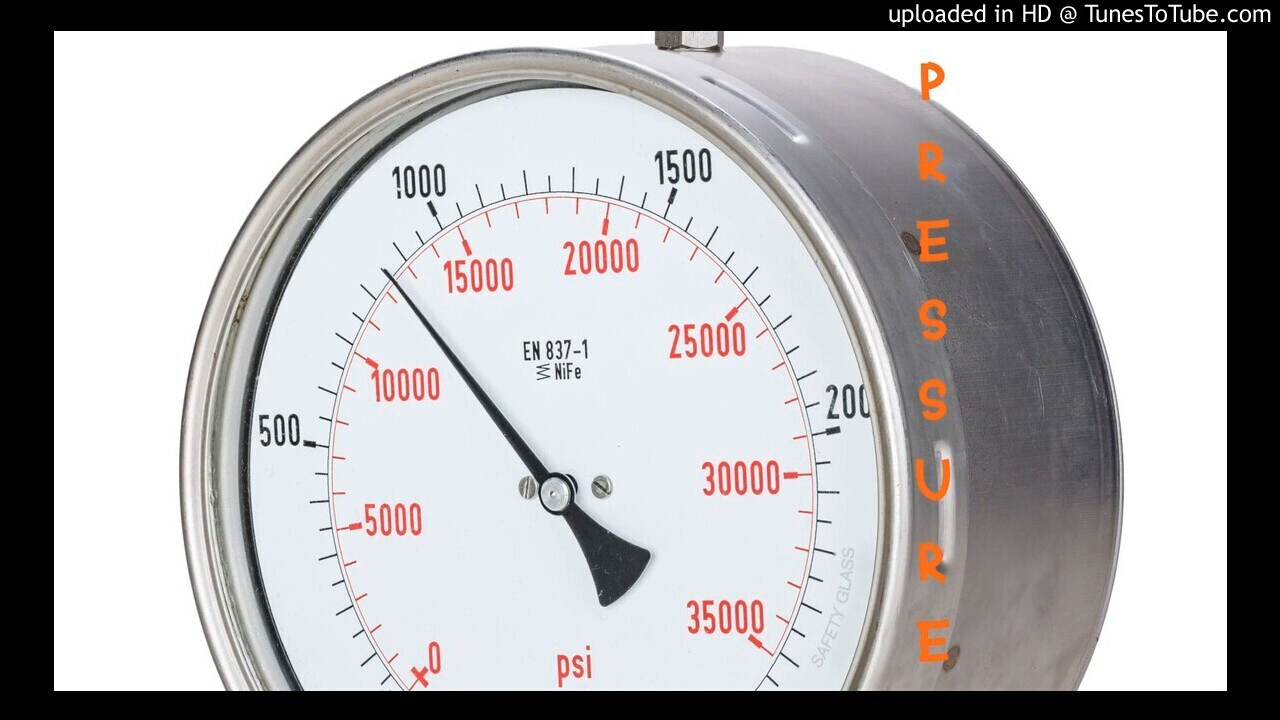 uploaded in HD @ TunesToTube.com
P
R
E
S
S
U
R
E
1000
1500
15000
20000
25000
10000
500
200
5000
30000
35000
0
EN 837-1
NiFe
psi
SAFETY GLASS